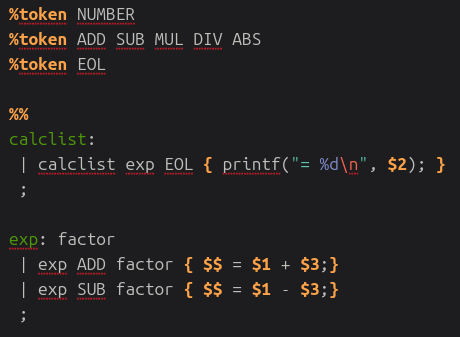 %token NUMBER
%token ADD SUB MUL DIV ABS
%token EOL
%%
calclist:
| calclist exp EOL { printf("= %d\n", $2); }
;
exp: factor
| exp ADD factor { $$ = $1 + $3;}
| exp SUB factor { $$ = $1 - $3;}
;